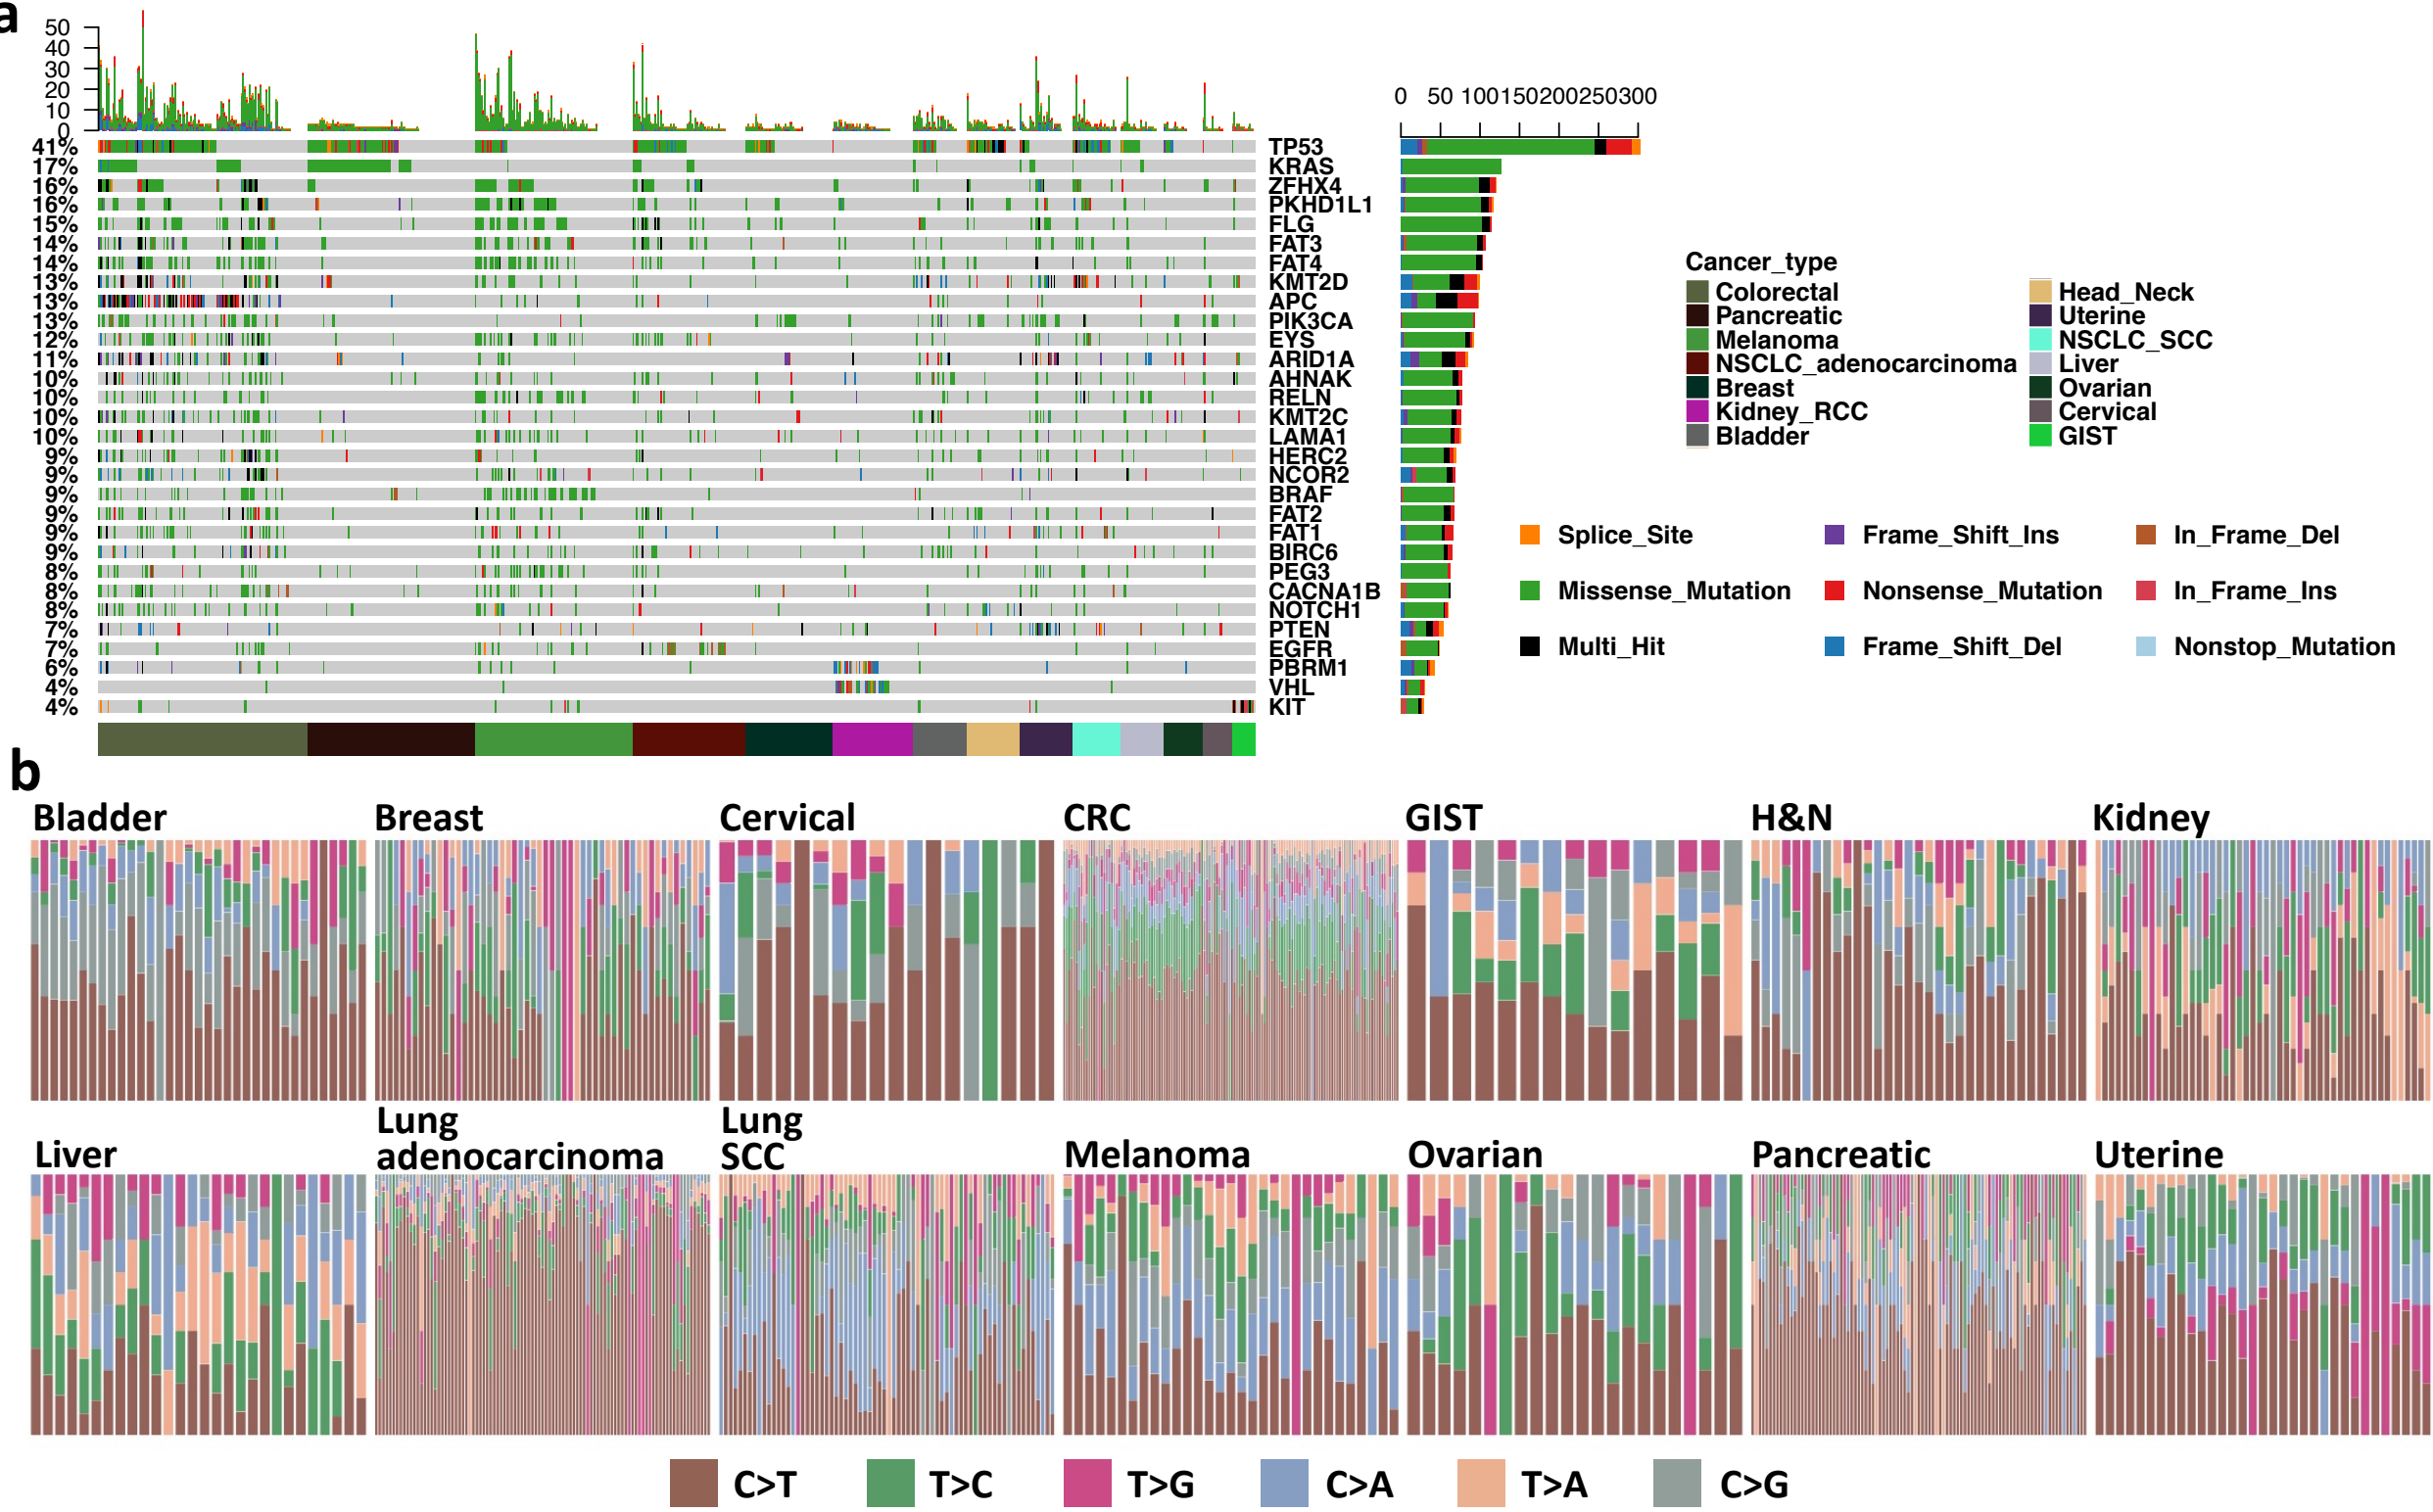 a
50
40
30
20
10
0
0 50 100 150 200 250 300
41% TP53
17% KRAS
16% ZFHX4
16% PKHD1L1
15% FLG
14% FAT3
14% FAT4
13% KMT2D
13% APC
13% PIK3CA
12% EYS
11% ARID1A
10% AHNAK
10% RELN
10% KMT2C
10% LAMA1
9% HERC2
9% NCOR2
9% BRAF
9% FAT2
9% FAT1
9% BIRC6
8% PEG3
8% CACNA1B
8% NOTCH1
7% PTEN
7% EGFR
6% PBRM1
4% VHL
4% KIT
Cancer_type
Colorectal Head_Neck
Pancreatic Uterine
Melanoma NSCLC_SCC
NSCLC_adenocarcinoma Liver
Breast Ovarian
Kidney_RCC Cervical
Bladder GIST
Splice_Site Frame_Shift_Ins In_Frame_Del
Missense_Mutation Nonsense_Mutation In_Frame_Ins
Multi_Hit Frame_Shift_Del Nonstop_Mutation
b
Bladder Breast Cervical CRC GIST H&N Kidney
Liver
Lung
adenocarcinoma
Lung
SCC
Melanoma Ovarian Pancreatic Uterine
C>T T>C T>G C>A T>A C>G